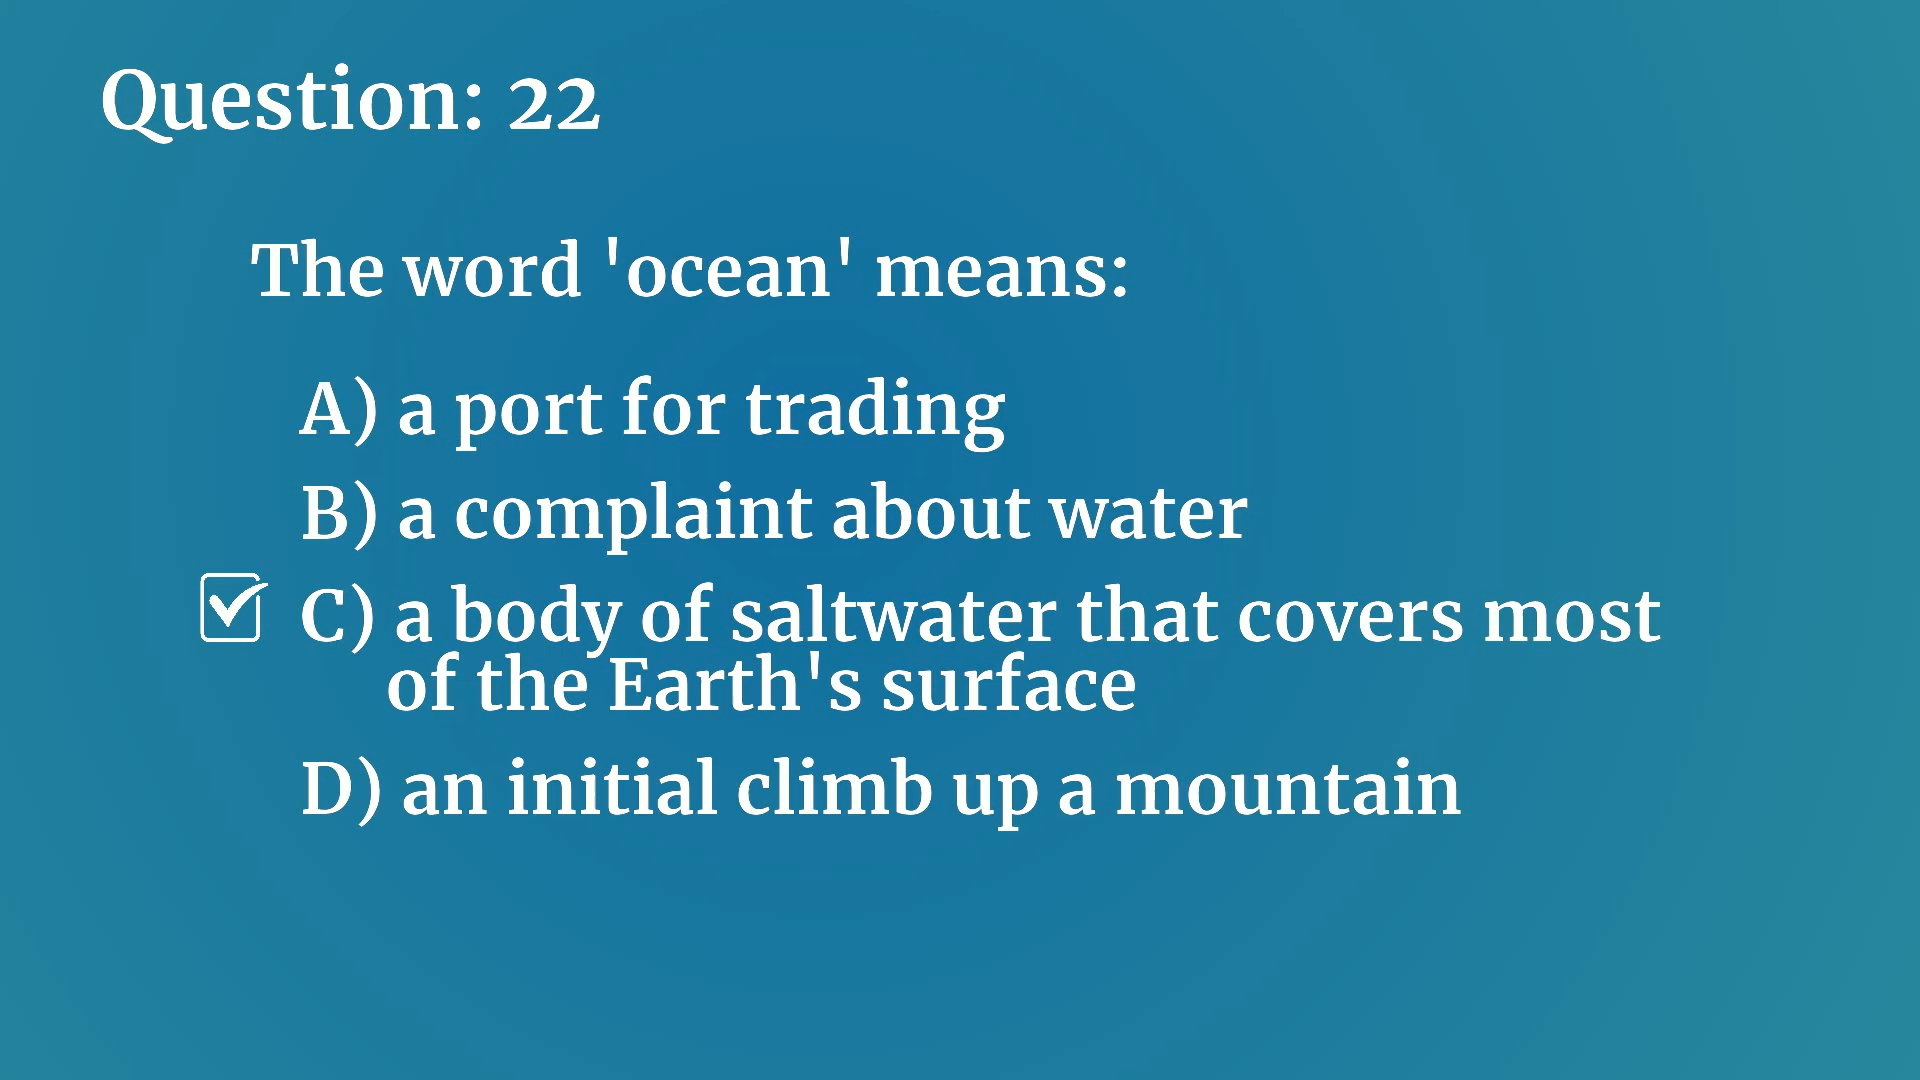 Question: 22
The word 'ocean' means:
A) a port for trading
B) a complaint about water
C) a body of saltwater that covers most
of the Earth's surface
D) an initial climb up a mountain